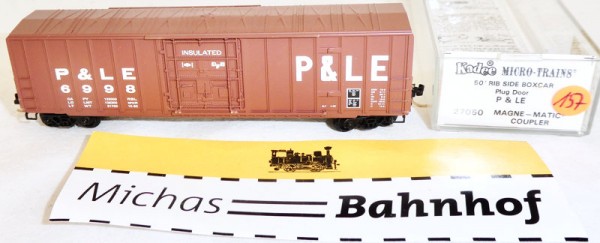 INSULATED
P & LE
6998
P & LE
Kadee MICRO-TRAINS®
50' RIB SIDE BOXCAR
Plug Door
P & LE
27050 MAGNE-MATIC
COUPLER
157
Michas Bahnhof